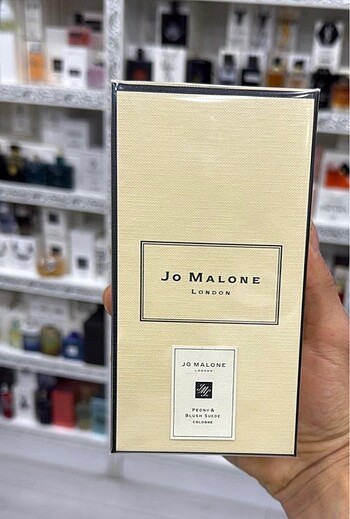 JO MALONE
LONDON
JO MALONE
LONDON
PEONY &
BLUSH SUEDE
COLOGNE